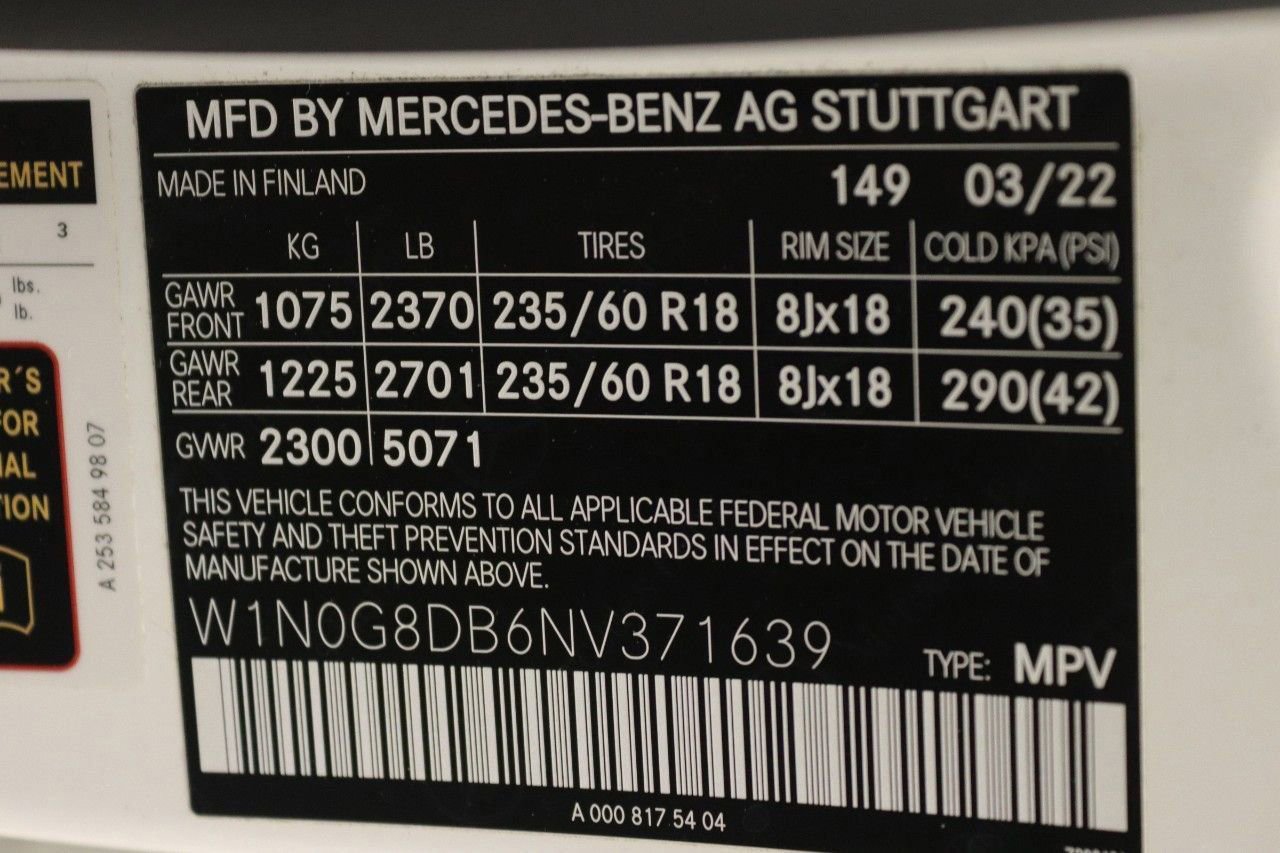 MFD BY MERCEDES-BENZ AG STUTTGART
MADE IN FINLAND 149 03/22
KG LB TIRES RIM SIZE COLD KPA (PSI)
GAWR FRONT 1075 2370 235/60 R18 8Jx18 240(35)
GAWR REAR 1225 2701 235/60 R18 8Jx18 290(42)
GVWR 2300 5071
THIS VEHICLE CONFORMS TO ALL APPLICABLE FEDERAL MOTOR VEHICLE
SAFETY AND THEFT PREVENTION STANDARDS IN EFFECT ON THE DATE OF
MANUFACTURE SHOWN ABOVE.
W1N0G8DB6NV371639
TYPE: MPV
A 000 817 54 04
EMENT
3
lbs.
lb.
R´S
FOR
IAL
TION
A 253 584 98 07